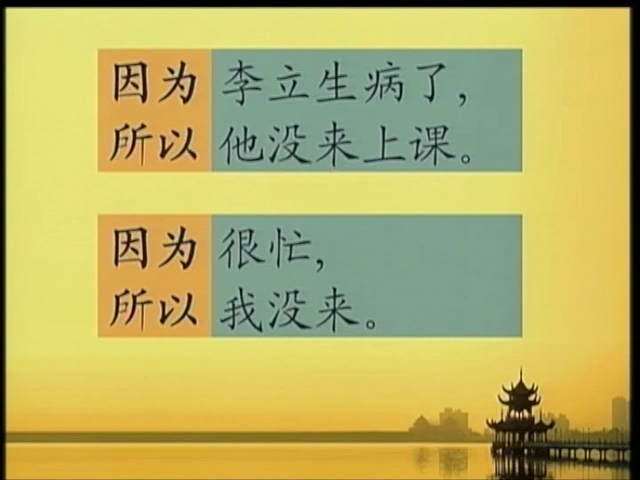 因为李立生病了，
所以他没来上课。
因为很忙，
所以我没来。